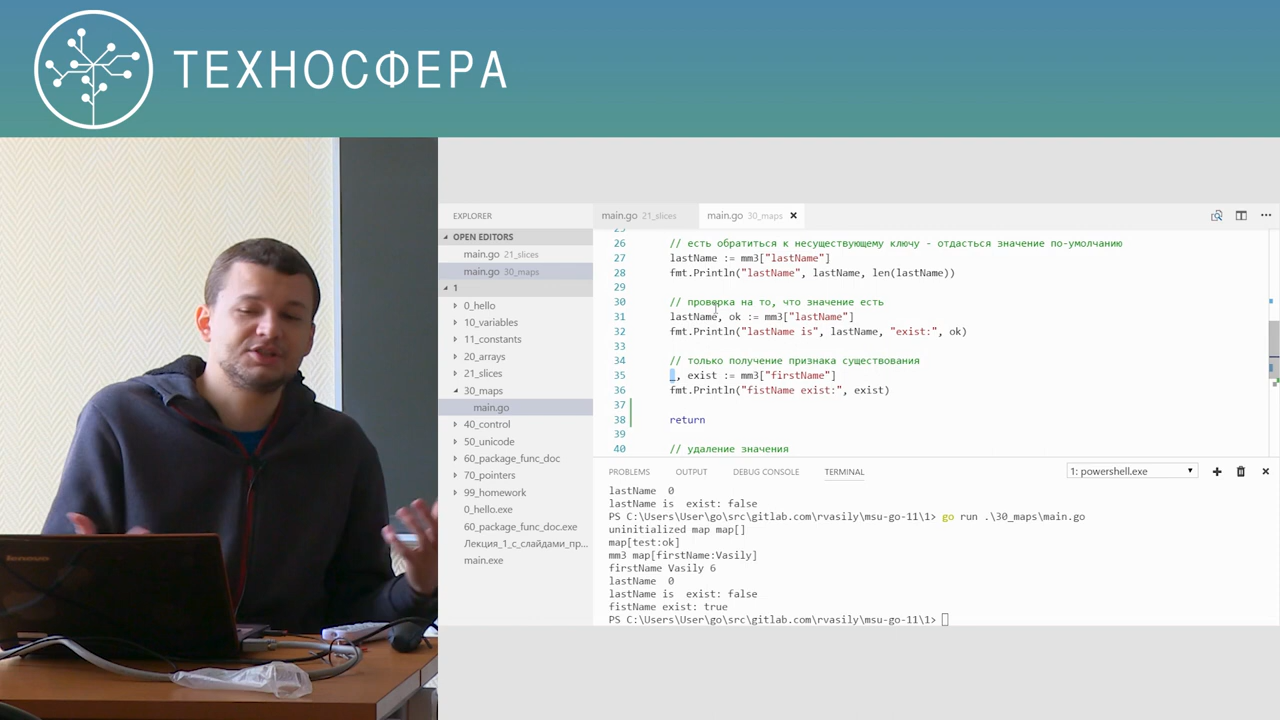 ТЕХНОСФЕРА
EXPLORER
OPEN EDITORS
main.go 21_slices
main.go 30_maps
1
0_hello
10_variables
11_constants
20_arrays
21_slices
30_maps
main.go
40_control
50_unicode
60_package_func_doc
70_pointers
99_homework
0_hello.exe
60_package_func_doc.exe
Лекция_1_с_слайдами_пр...
main.exe
main.go 21_slices
main.go 30_maps
26 // есть обратиться к несуществующему ключу - отдасться значение по-умолчанию
27 lastName := mm3["lastName"]
28 fmt.Println("lastName", lastName, len(lastName))
29
30 // проверка на то, что значение есть
31 lastName, ok := mm3["lastName"]
32 fmt.Println("lastName is", lastName, "exist:", ok)
33
34 // только получение признака существования
35 _, exist := mm3["firstName"]
36 fmt.Println("fistName exist:", exist)
37
38 return
39
40 // удаление значения
PROBLEMS OUTPUT DEBUG CONSOLE TERMINAL 1: powershell.exe
lastName  0
lastName is  exist: false
PS C:\Users\User\go\src\gitlab.com\rvasily\msu-go-11\1> go run .\30_maps\main.go
uninitialized map map[]
map[test:ok]
mm3 map[firstName:Vasily]
firstName Vasily 6
lastName  0
lastName is  exist: false
fistName exist: true
PS C:\Users\User\go\src\gitlab.com\rvasily\msu-go-11\1>
lenovo